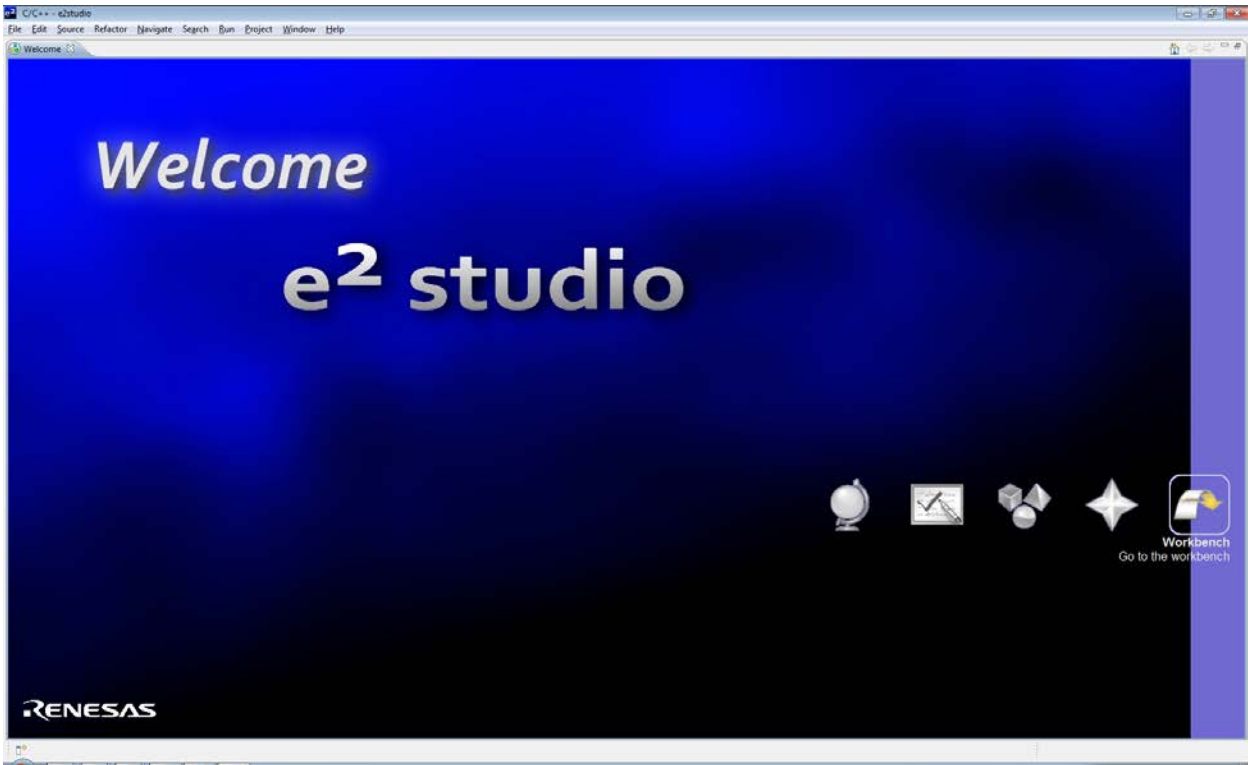 C/C++ - e2studio
File Edit Source Refactor Navigate Search Run Project Window Help
Welcome
Welcome
e² studio
Workbench
Go to the workbench
RENESAS